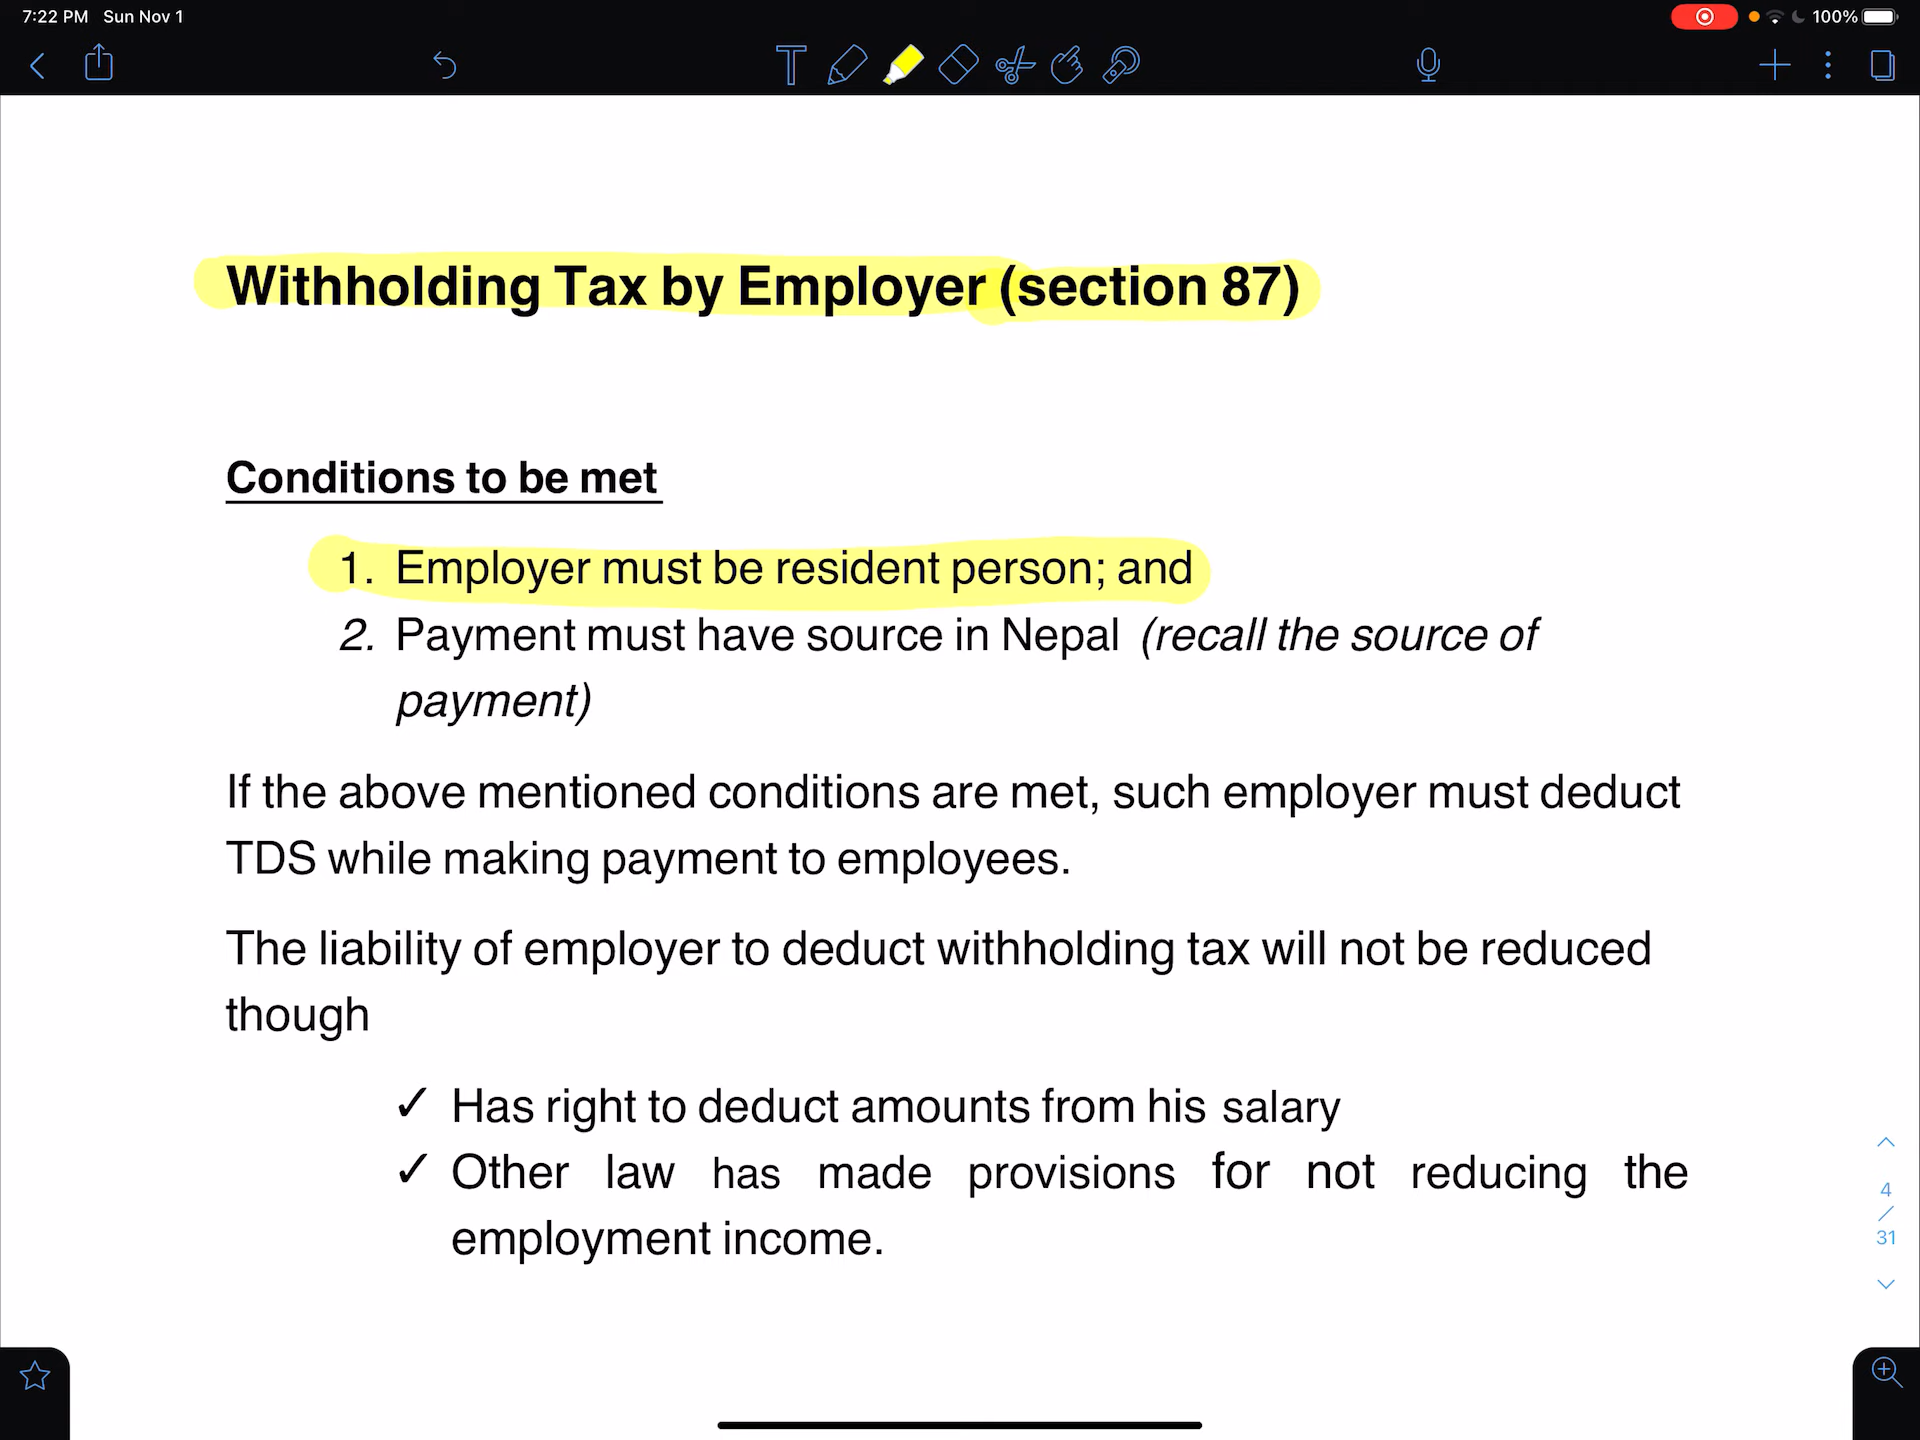 7:22 PM Sun Nov 1
100%
Withholding Tax by Employer (section 87)
Conditions to be met
1. Employer must be resident person; and
2. Payment must have source in Nepal (recall the source of
payment)
If the above mentioned conditions are met, such employer must deduct
TDS while making payment to employees.
The liability of employer to deduct withholding tax will not be reduced
though
✓ Has right to deduct amounts from his salary
✓ Other law has made provisions for not reducing the
employment income.
4
/
31